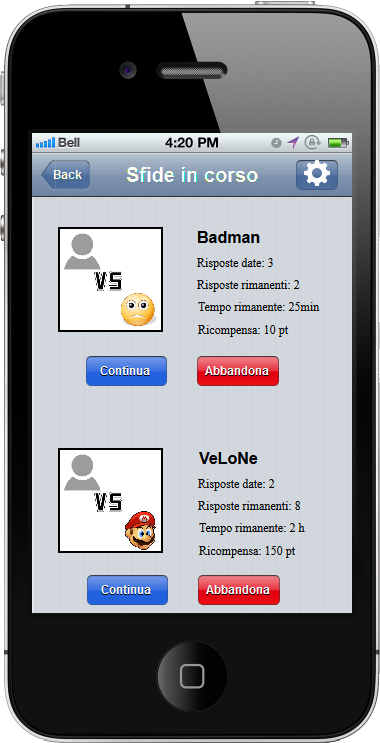 Bell 4:20 PM
Back Sfide in corso
Badman
Risposte date: 3
VS
Risposte rimanenti: 2
Tempo rimanente: 25min
Ricompensa: 10 pt
Continua Abbandona
VeLoNe
Risposte date: 2
VS
Risposte rimanenti: 8
Tempo rimanente: 2 h
Ricompensa: 150 pt
Continua Abbandona